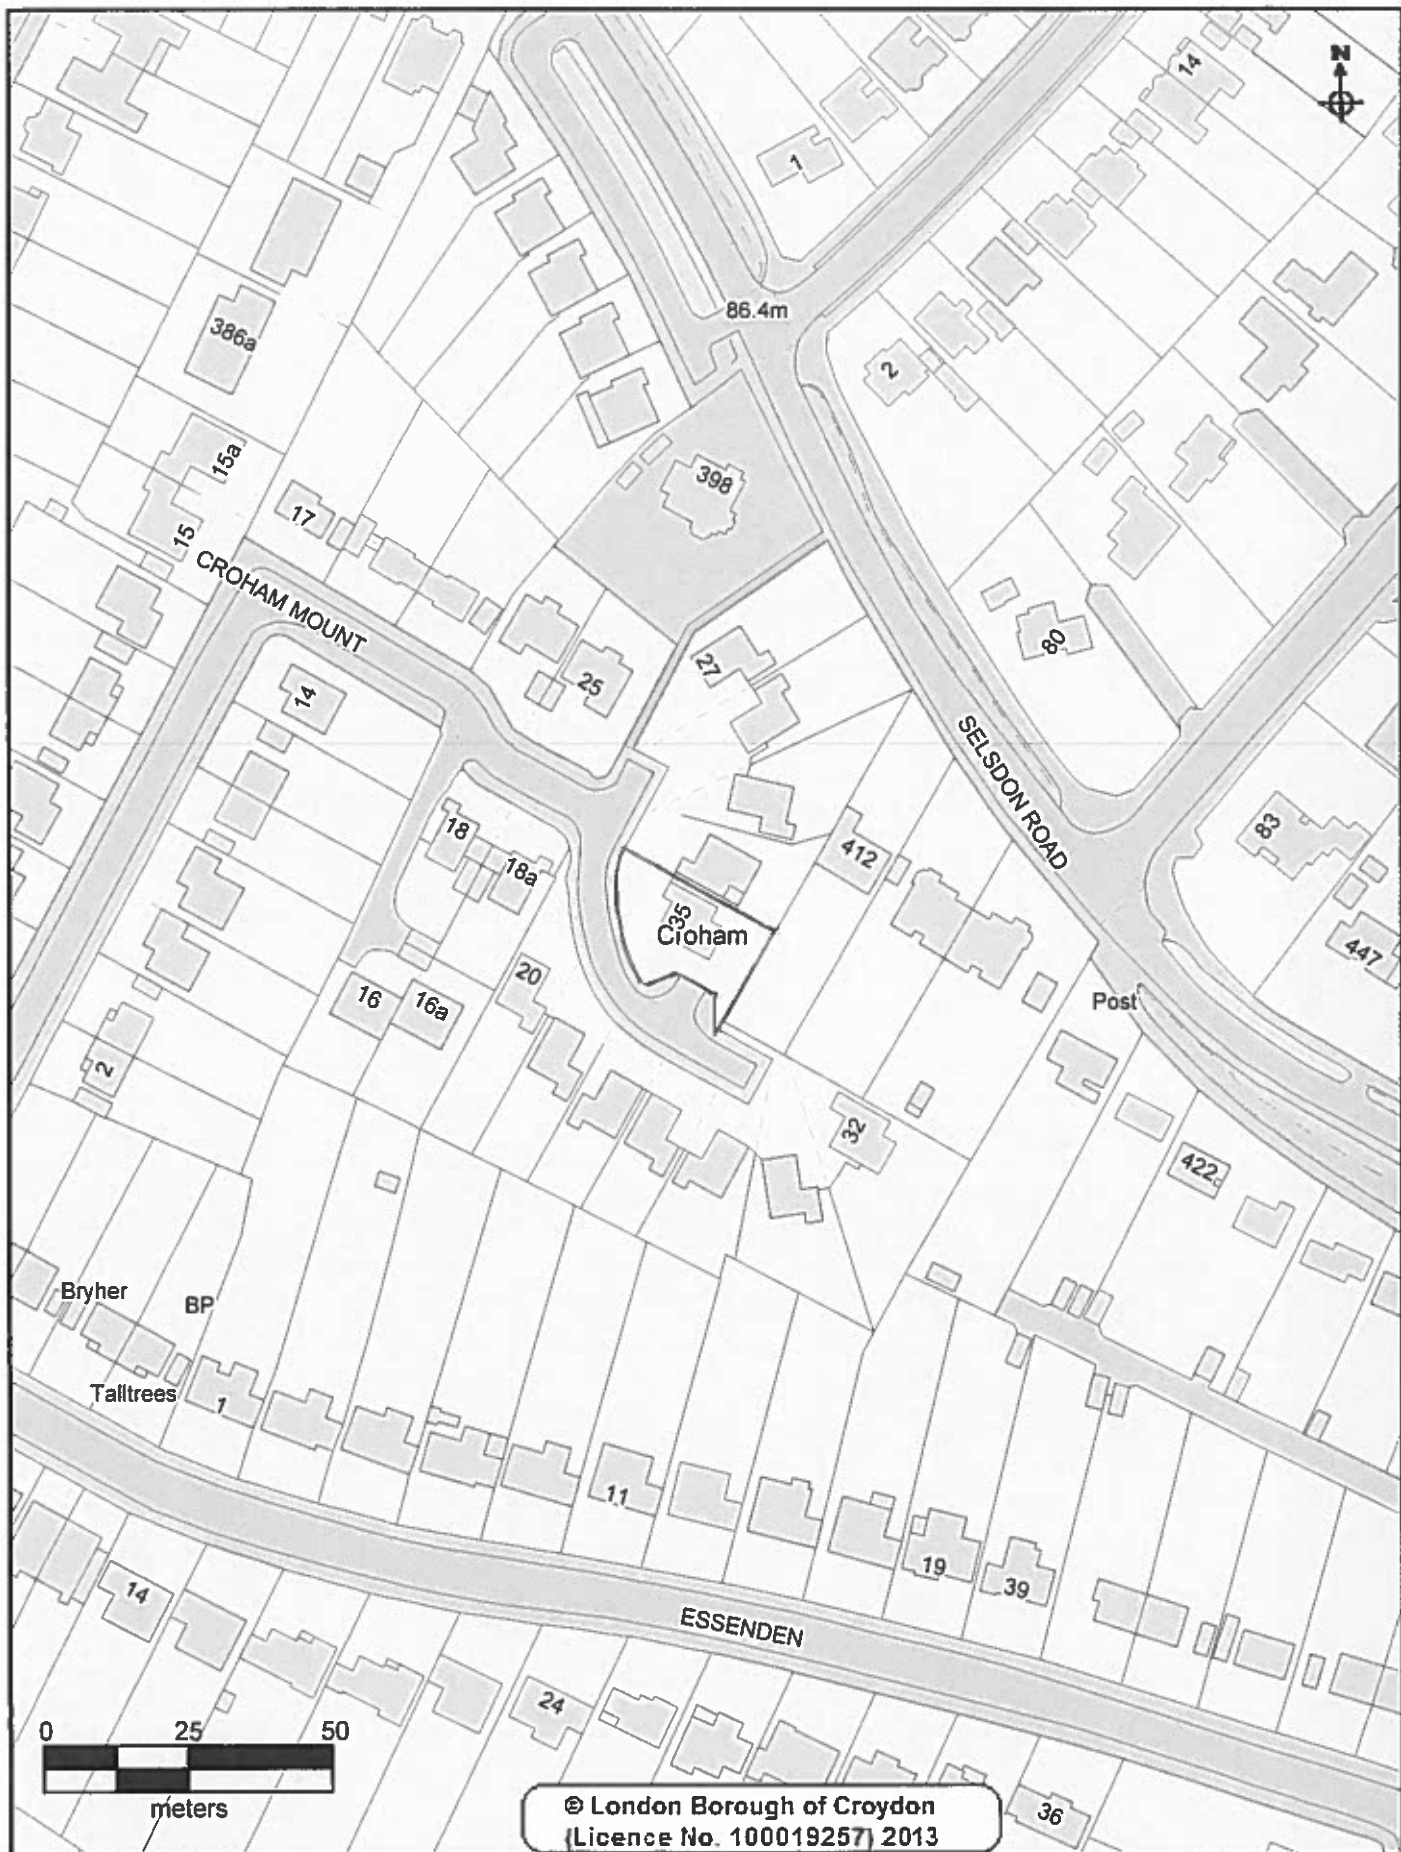 N
14
1
86.4m
386a
2
15a
398
17
15
CROHAM MOUNT
80
27
25
14
SELSDON ROAD
83
18
412
18a
35
Croham
447
20
16
16a
Post
2
32
422
Bryher
BP
Talltrees
1
11
19
39
14
ESSENDEN
24
0 25 50
meters
36
© London Borough of Croydon
(Licence No. 100019257) 2013